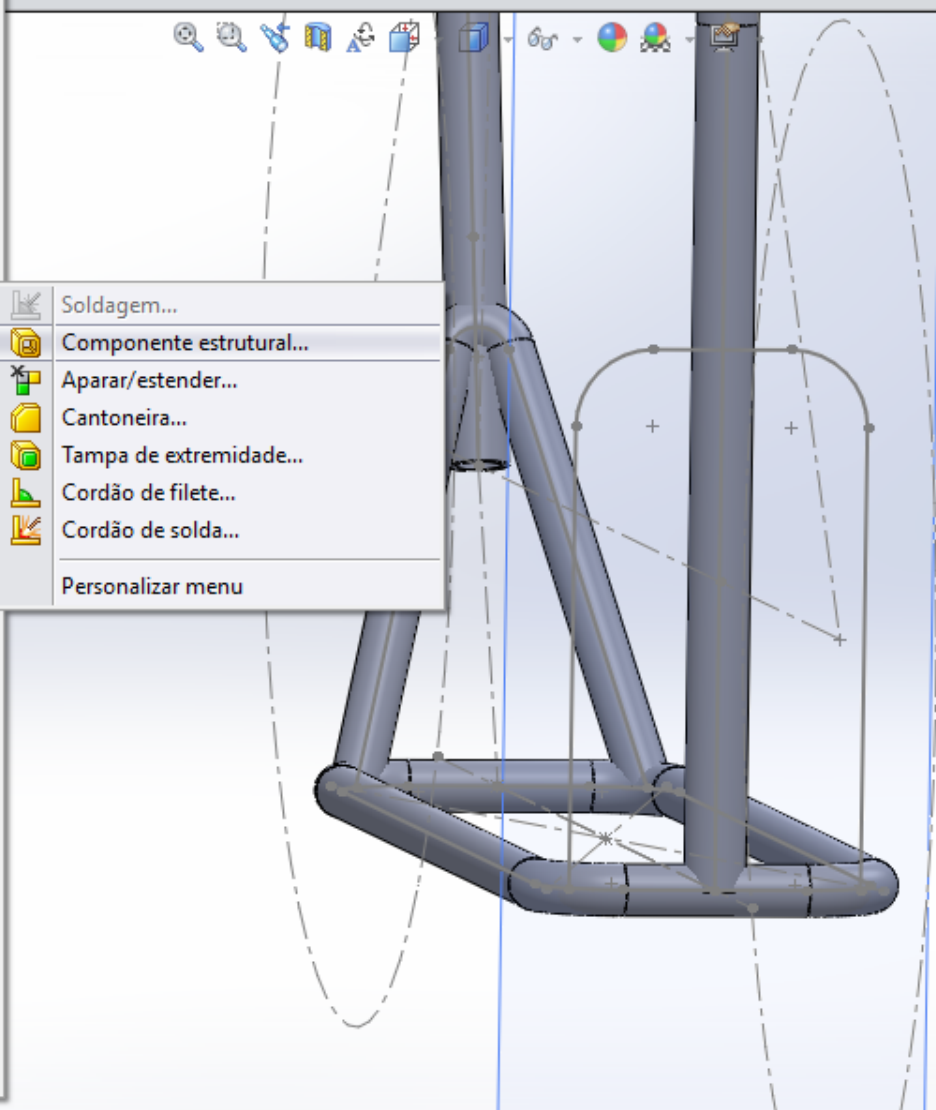 Soldagem...
Componente estrutural...
Aparar/estender...
Cantoneira...
Tampa de extremidade...
Cordão de filete...
Cordão de solda...
Personalizar menu